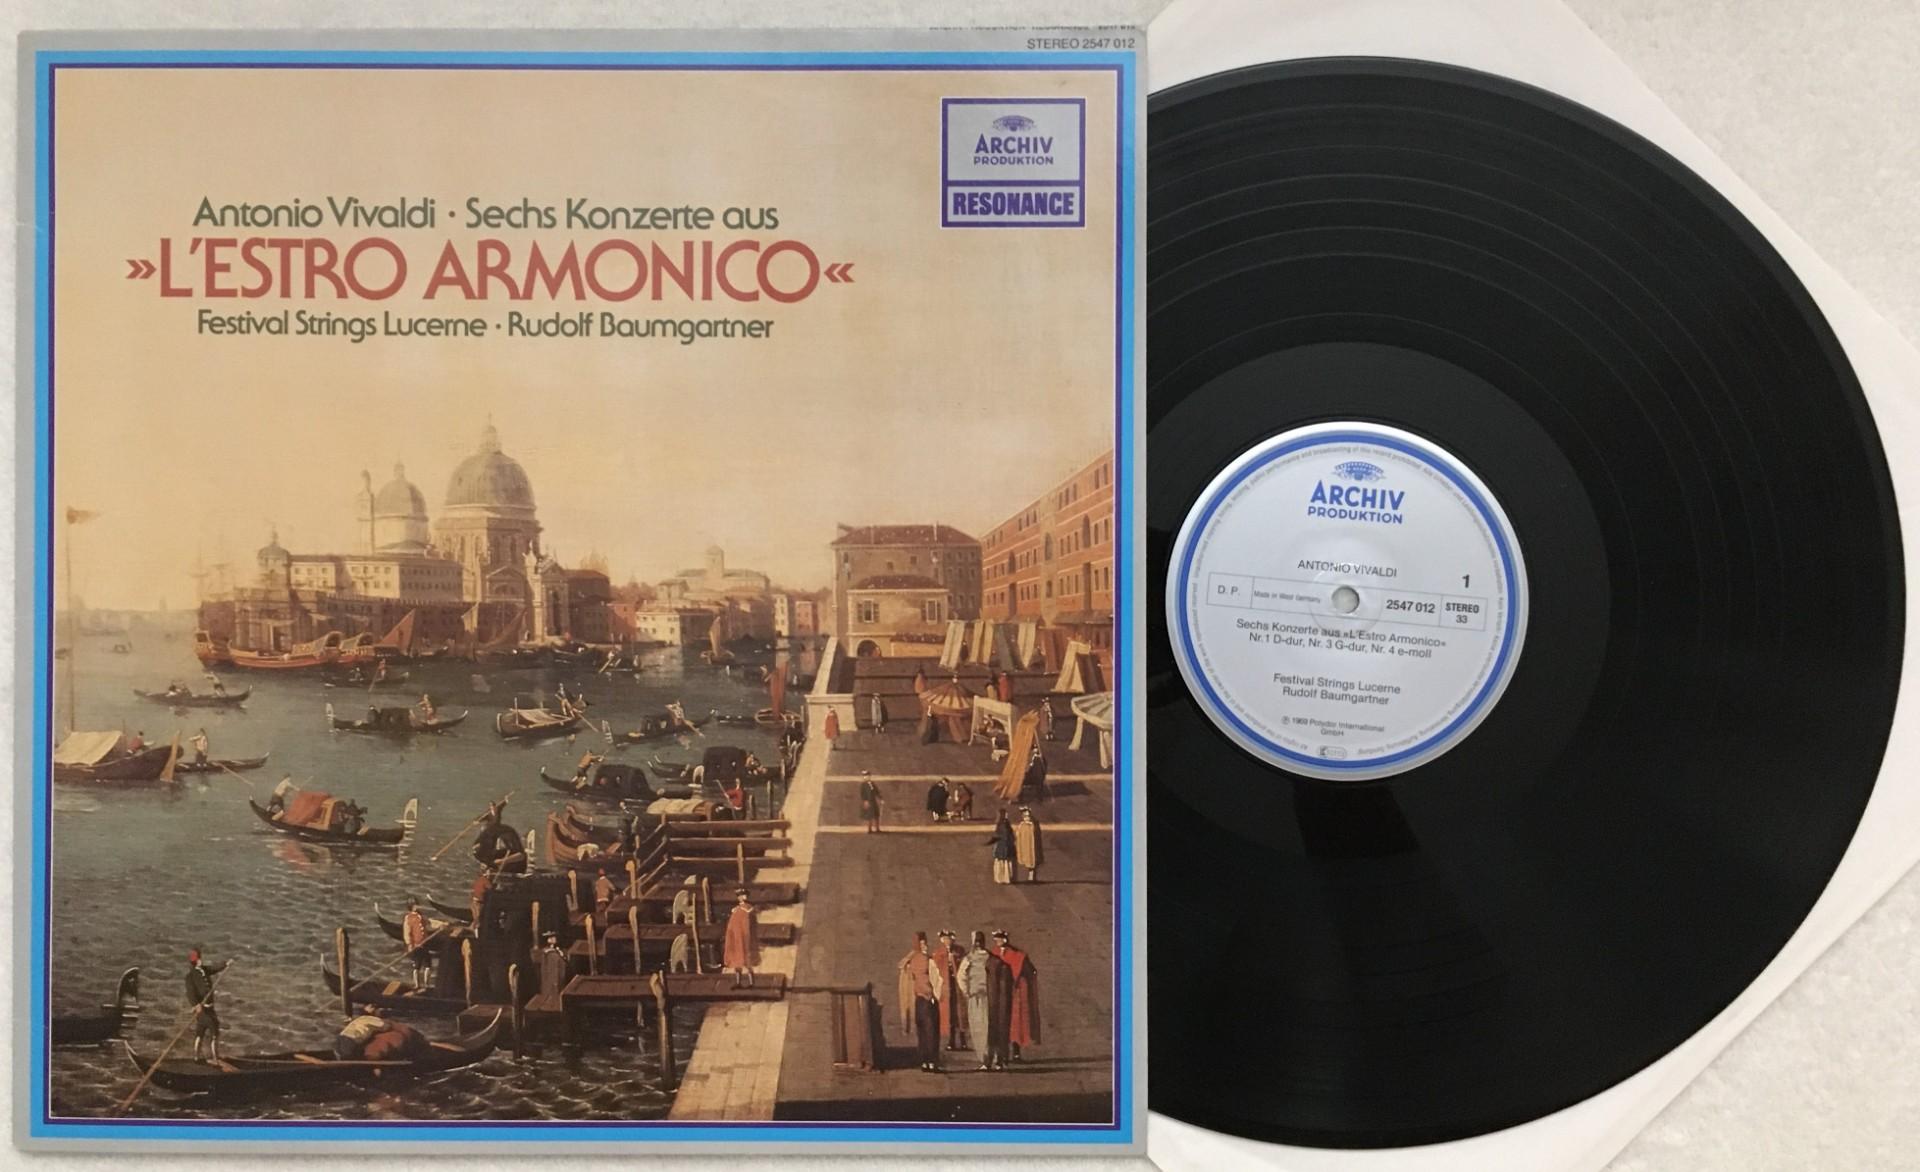 STEREO 2547 012
ARCHIV
PRODUKTION
RESONANCE
Antonio Vivaldi · Sechs Konzerte aus
»L'ESTRO ARMONICO«
Festival Strings Lucerne · Rudolf Baumgartner
ARCHIV
PRODUKTION
ANTONIO VIVALDI
1
D. P.
Made in West Germany
2547 012
STEREO
33
Sechs Konzerte aus »L'Estro Armonico«
Nr. 1 D-dur, Nr. 3 G-dur, Nr. 4 e-moll
Festival Strings Lucerne
Rudolf Baumgartner
℗ 1969 Polydor International
GmbH